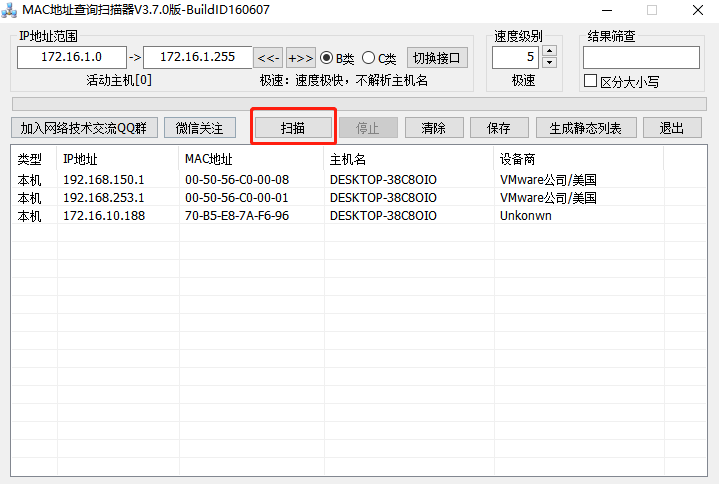 MAC地址查询扫描器V3.7.0版-BuildID160607
IP地址范围 速度级别 结果筛查
172.16.1.0 -> 172.16.1.255 <<- +>> B类 C类 切换接口 5
活动主机[0] 极速：速度极快，不解析主机名 极速 区分大小写
加入网络技术交流QQ群 微信关注 扫描 停止 清除 保存 生成静态列表 退出
类型 IP地址 MAC地址 主机名 设备商
本机 192.168.150.1 00-50-56-C0-00-08 DESKTOP-38C8OIO VMware公司/美国
本机 192.168.253.1 00-50-56-C0-00-01 DESKTOP-38C8OIO VMware公司/美国
本机 172.16.10.188 70-B5-E8-7A-F6-96 DESKTOP-38C8OIO Unkonwn